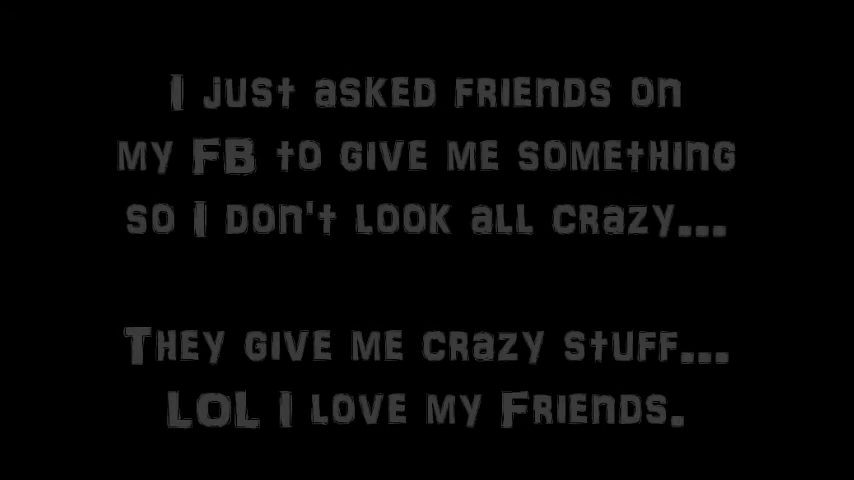 I just asked friends on
my FB to give me something
so I don't look all crazy...
They give me crazy stuff...
LOL I love my Friends.